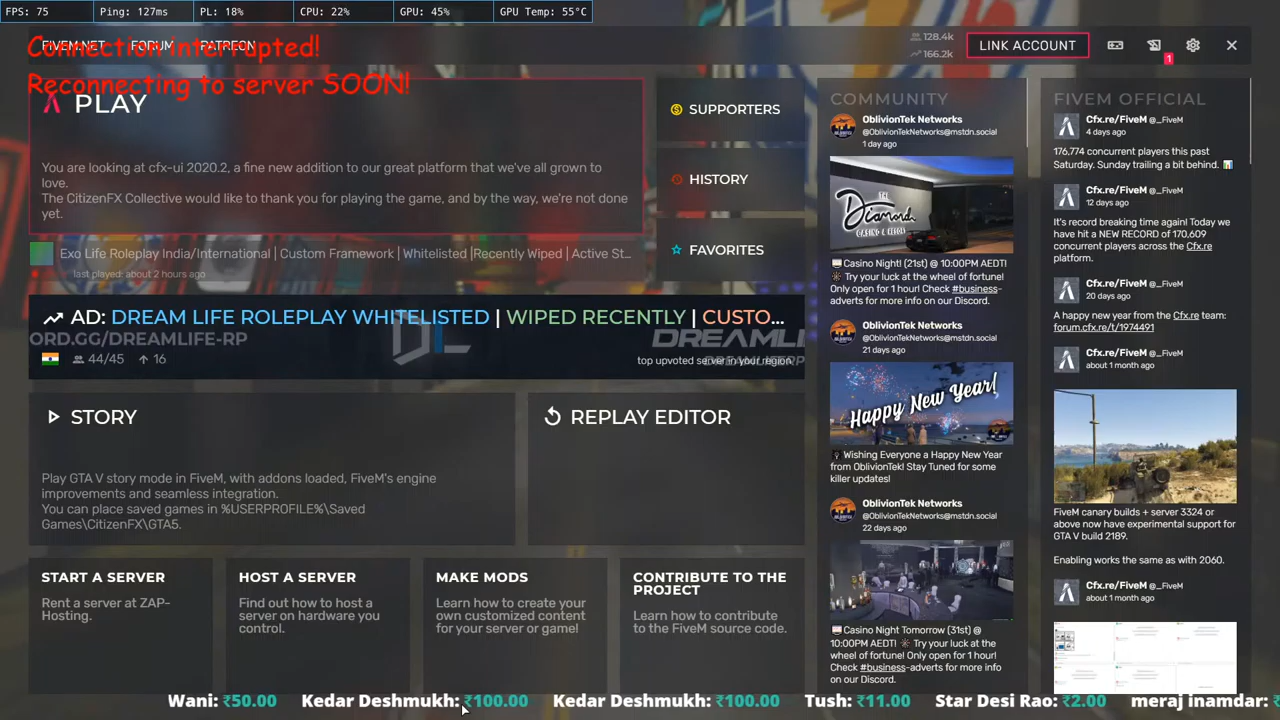 FPS: 75 Ping: 127ms PL: 18% CPU: 22% GPU: 45% GPU Temp: 55°C
FIVEM.NET FORUM PATREON
Connection interrupted!
Reconnecting to server SOON!
128.4k
166.2k
LINK ACCOUNT
1
PLAY
You are looking at cfx-ui 2020.2, a fine new addition to our great platform that we've all grown to
love.
The CitizenFX Collective would like to thank you for playing the game, and by the way, we're not done
yet.
Exo Life Roleplay India/International | Custom Framework | Whitelisted |Recently Wiped | Active St...
last played: about 2 hours ago
SUPPORTERS
HISTORY
FAVORITES
AD: DREAM LIFE ROLEPLAY WHITELISTED | WIPED RECENTLY | CUSTO...
ORD.GG/DREAMLIFE-RP
44/45 16
top upvoted server in your region
STORY
Play GTA V story mode in FiveM, with addons loaded, FiveM's engine
improvements and seamless integration.
You can place saved games in %USERPROFILE%\Saved
Games\CitizenFX\GTA5.
REPLAY EDITOR
START A SERVER
Rent a server at ZAP-
Hosting.
HOST A SERVER
Find out how to host a
server on hardware you
control.
MAKE MODS
Learn how to create your
own customized content
for your server or game!
CONTRIBUTE TO THE
PROJECT
Learn how to contribute
to the FiveM source code
COMMUNITY
OblivionTek Networks
@OblivionTekNetworks@mstdn.social
1 day ago
THE
Diamond
CASINO & RESORT
Casino Night! (21st) @ 10:00PM AEDT!
Try your luck at the wheel of fortune!
Only open for 1 hour! Check #business-
adverts for more info on our Discord.
OblivionTek Networks
@OblivionTekNetworks@mstdn.social
21 days ago
Happy New Year!
Wishing Everyone a Happy New Year
from OblivionTek! Stay Tuned for some
killer updates!
OblivionTek Networks
@OblivionTekNetworks@mstdn.social
22 days ago
Casino Night Tomorrow (31st) @
10:00PM AEDT! Try your luck at the
wheel of fortune! Only open for 1 hour!
Check #business-adverts for more info
on our Discord.
FIVEM OFFICIAL
Cfx.re/FiveM @_FiveM
4 days ago
176,774 concurrent players this past
Saturday. Sunday trailing a bit behind.
Cfx.re/FiveM @_FiveM
12 days ago
It's record breaking time again! Today we
have hit a NEW RECORD of 170,609
concurrent players across the Cfx.re
platform.
Cfx.re/FiveM @_FiveM
20 days ago
A happy new year from the Cfx.re team:
forum.cfx.re/t/1974491
Cfx.re/FiveM @_FiveM
about 1 month ago
FiveM canary builds + server 3324 or
above now have experimental support for
GTA V build 2189.
Enabling works the same as with 2060.
Cfx.re/FiveM @_FiveM
about 1 month ago
Wani: ₹50.00 Kedar Deshmukh: ₹100.00 Kedar Deshmukh: ₹100.00 Tush: ₹11.00 Star Desi Rao: ₹2.00 meraj inamdar: